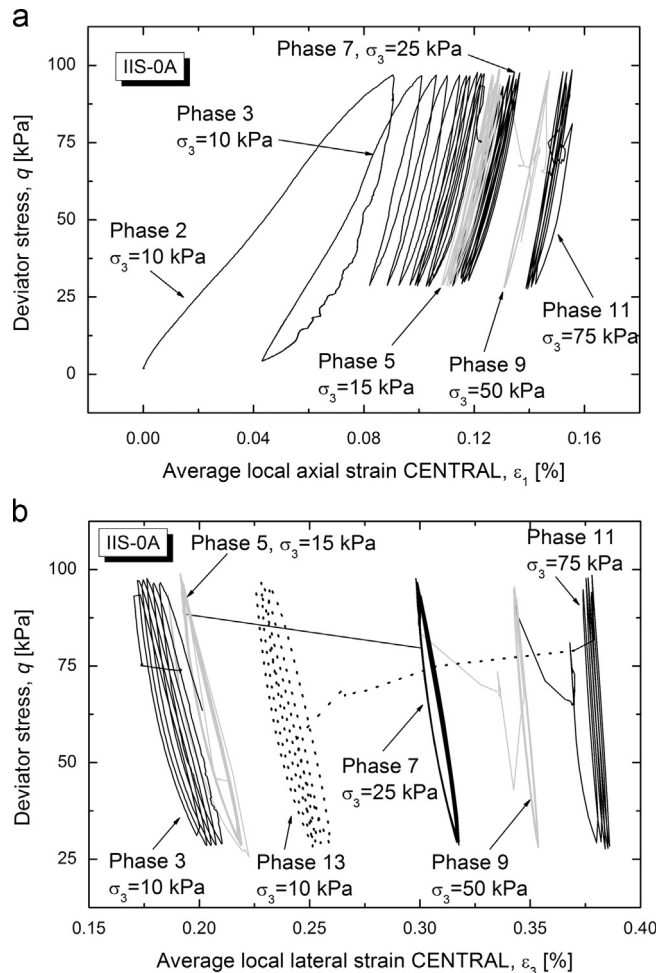 a
IIS-0A
Phase 7, σ3=25 kPa
Phase 3
σ3=10 kPa
Phase 2
σ3=10 kPa
Phase 5
σ3=15 kPa
Phase 9
σ3=50 kPa
Phase 11
σ3=75 kPa
100
75
50
25
0
Deviator stress, q [kPa]
0.00 0.04 0.08 0.12 0.16
Average local axial strain CENTRAL, ε1 [%]
b
IIS-0A
Phase 5, σ3=15 kPa
Phase 11
σ3=75 kPa
Phase 7
σ3=25 kPa
Phase 3
σ3=10 kPa
Phase 13
σ3=10 kPa
Phase 9
σ3=50 kPa
100
75
50
25
Deviator stress, q [kPa]
0.15 0.20 0.25 0.30 0.35 0.40
Average local lateral strain CENTRAL, ε3 [%]